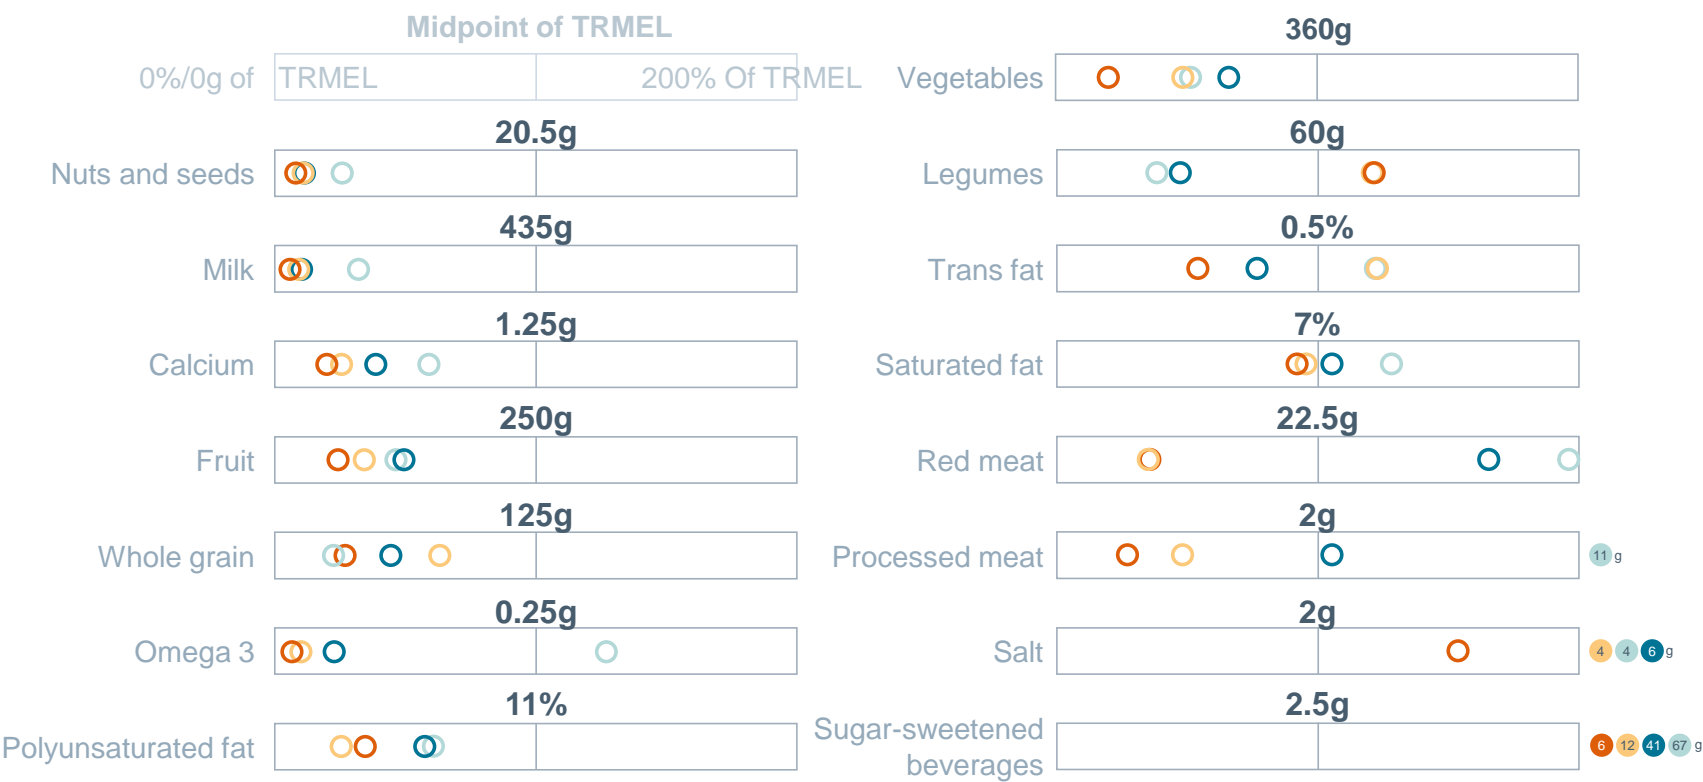 Midpoint of TRMEL
0%/0g of TRMEL 200% Of TRMEL
20.5g
Nuts and seeds
435g
Milk
1.25g
Calcium
250g
Fruit
125g
Whole grain
0.25g
Omega 3
11%
Polyunsaturated fat
360g
Vegetables
60g
Legumes
0.5%
Trans fat
7%
Saturated fat
22.5g
Red meat
2g
Processed meat
11 g
2g
Salt
4 4 6 g
2.5g
Sugar-sweetened
beverages
6 12 41 67 g